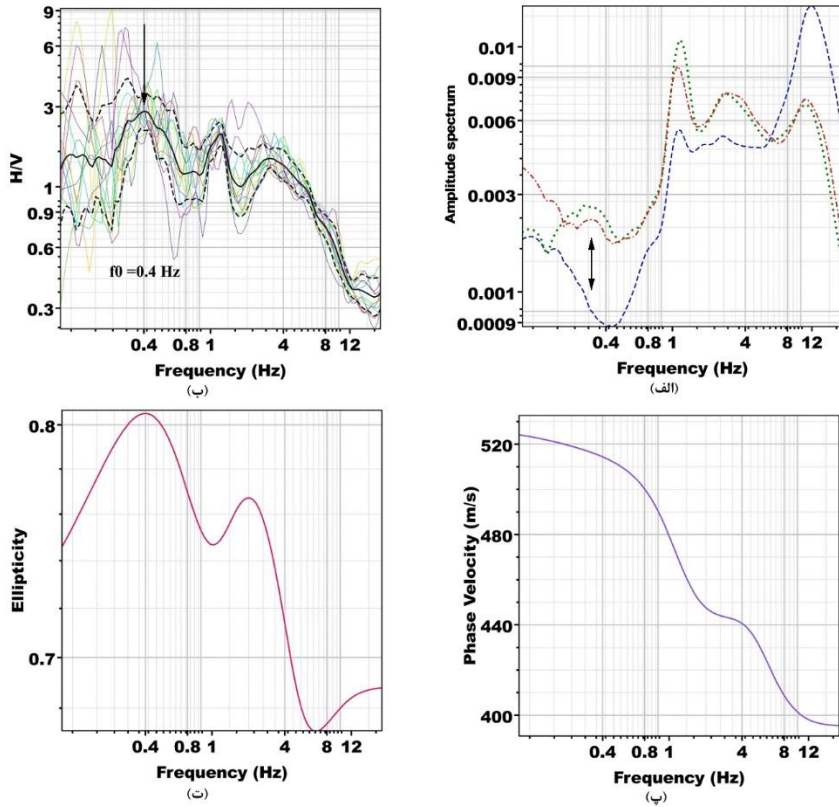 9
3
1
0.9
0.6
0.3
H/V
f0 =0.4 Hz
0.4 0.8 1 4 8 12
Frequency (Hz)
(ب)
0.01
0.009
0.006
0.003
0.001
0.0009
Amplitude spectrum
0.4 0.8 1 4 8 12
Frequency (Hz)
(الف)
0.8
0.7
Ellipticity
0.4 0.8 1 4 8 12
Frequency (Hz)
(ت)
520
480
440
400
Phase Velocity (m/s)
0.4 0.8 1 4 8 12
Frequency (Hz)
(پ)